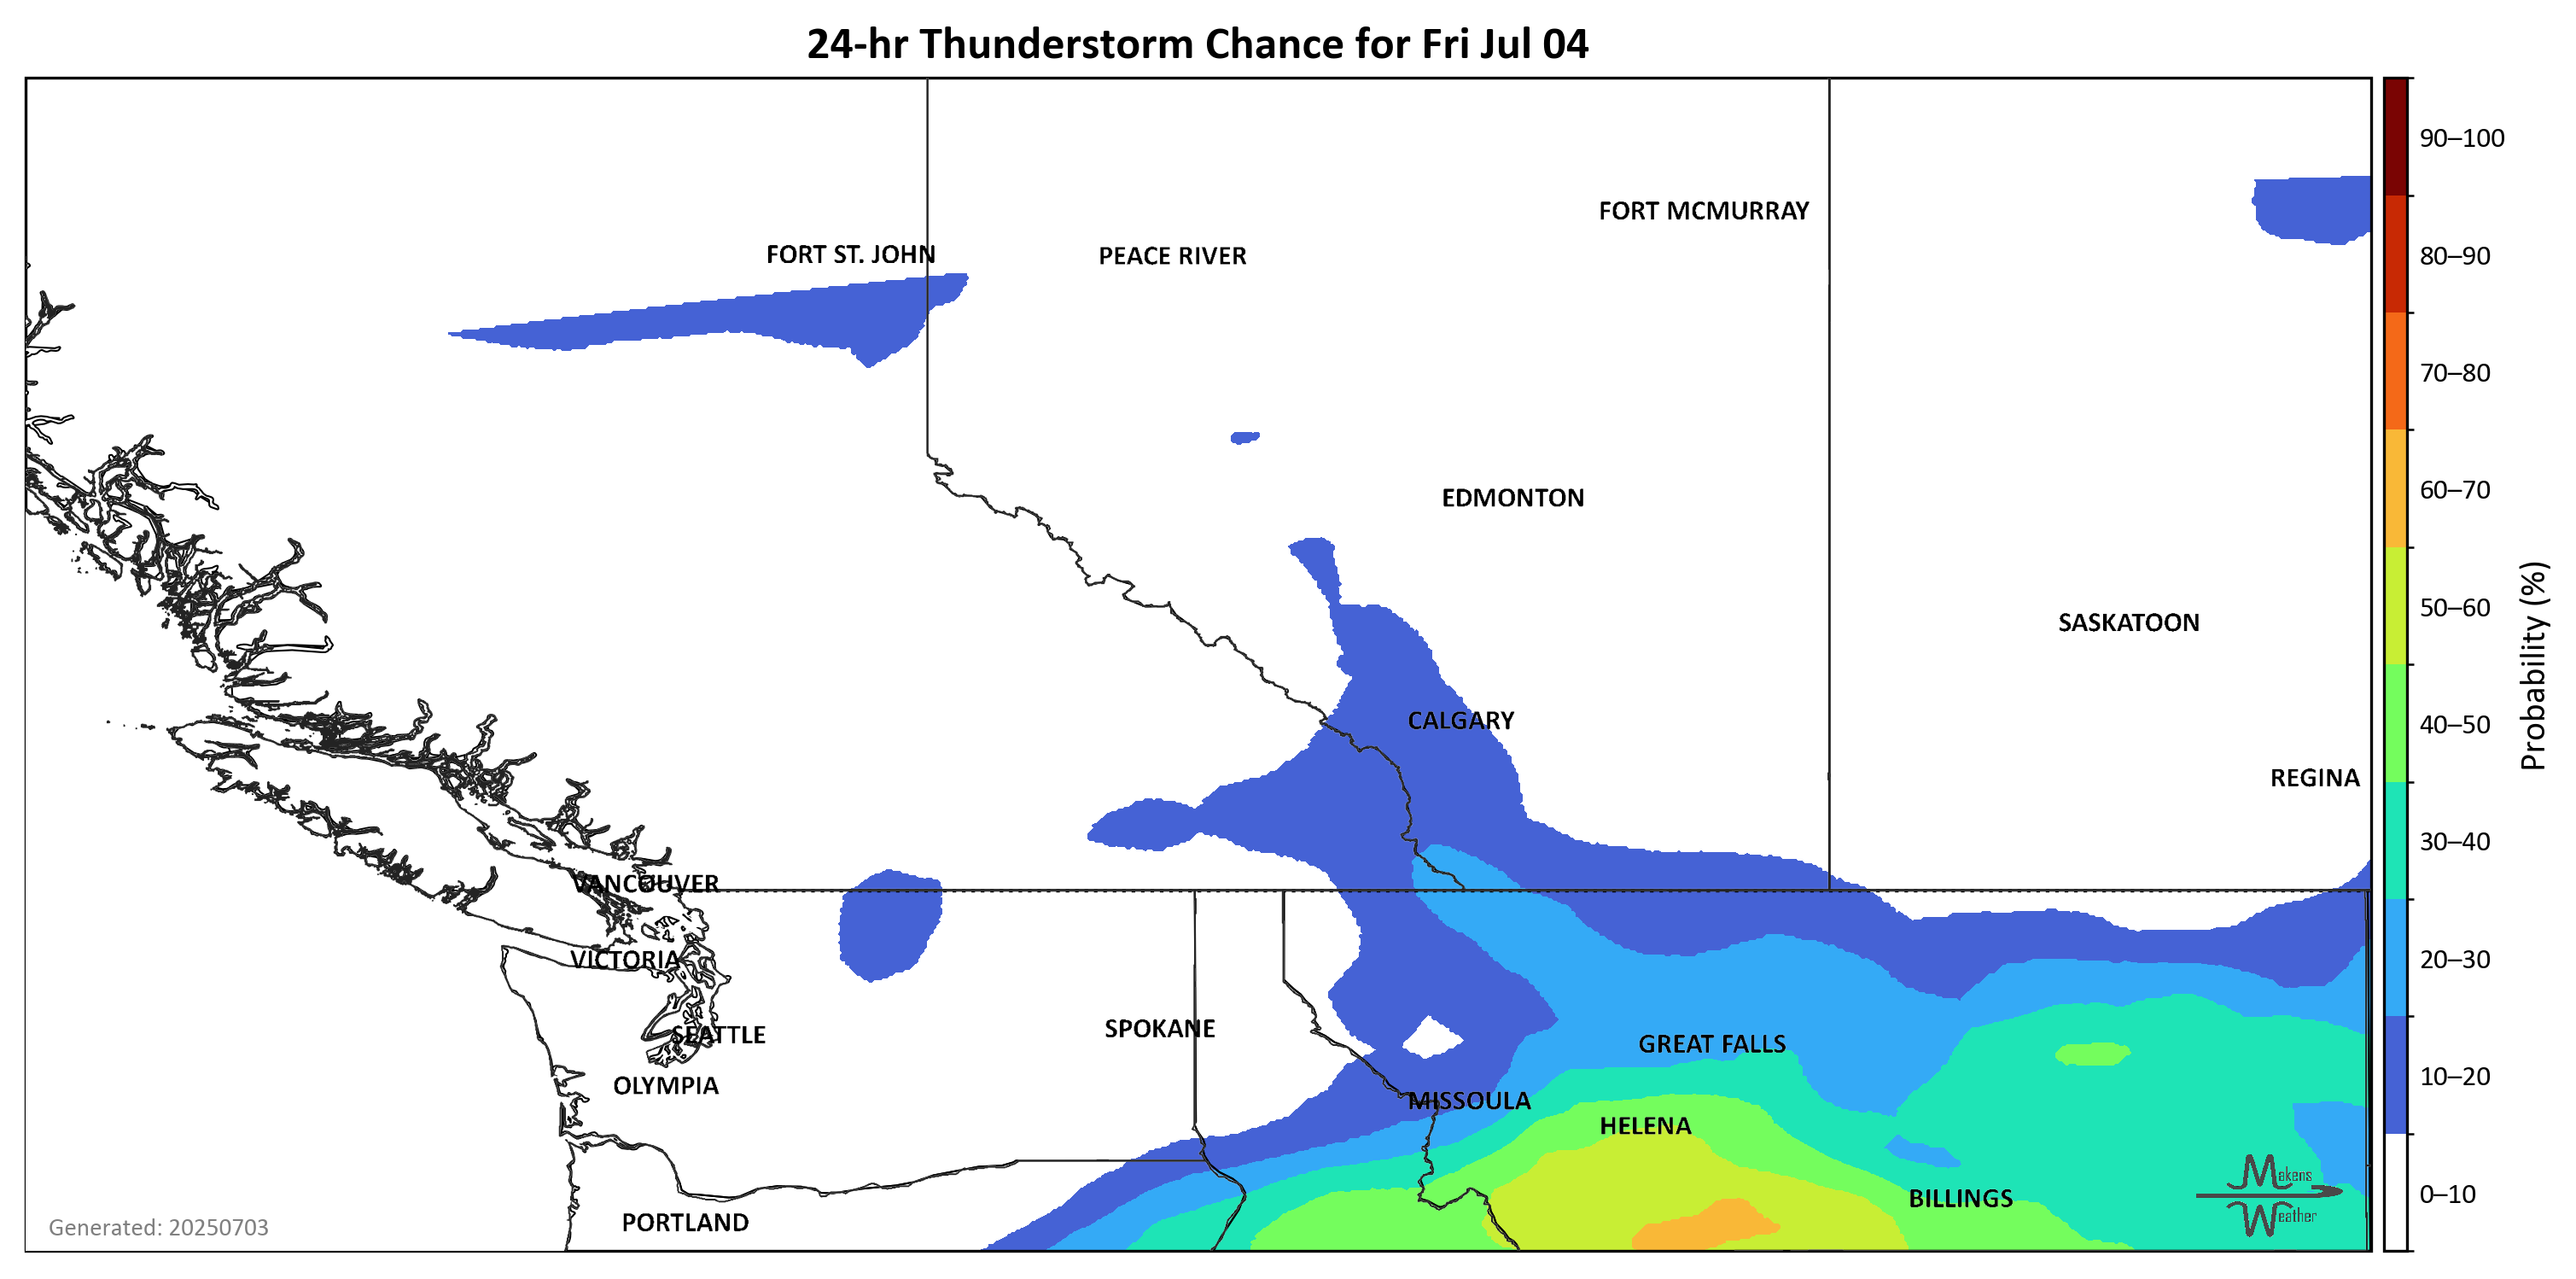 24-hr Thunderstorm Chance for Fri Jul 04
90–100
FORT MCMURRAY
FORT ST. JOHN
PEACE RIVER
80–90
70–80
EDMONTON
60–70
50–60
SASKATOON
Probability (%)
CALGARY
40–50
REGINA
30–40
VANCOUVER
VICTORIA
20–30
SPOKANE
SEATTLE
GREAT FALLS
OLYMPIA
10–20
MISSOULA
HELENA
Makens
Weather
BILLINGS
0–10
PORTLAND
Generated: 20250703